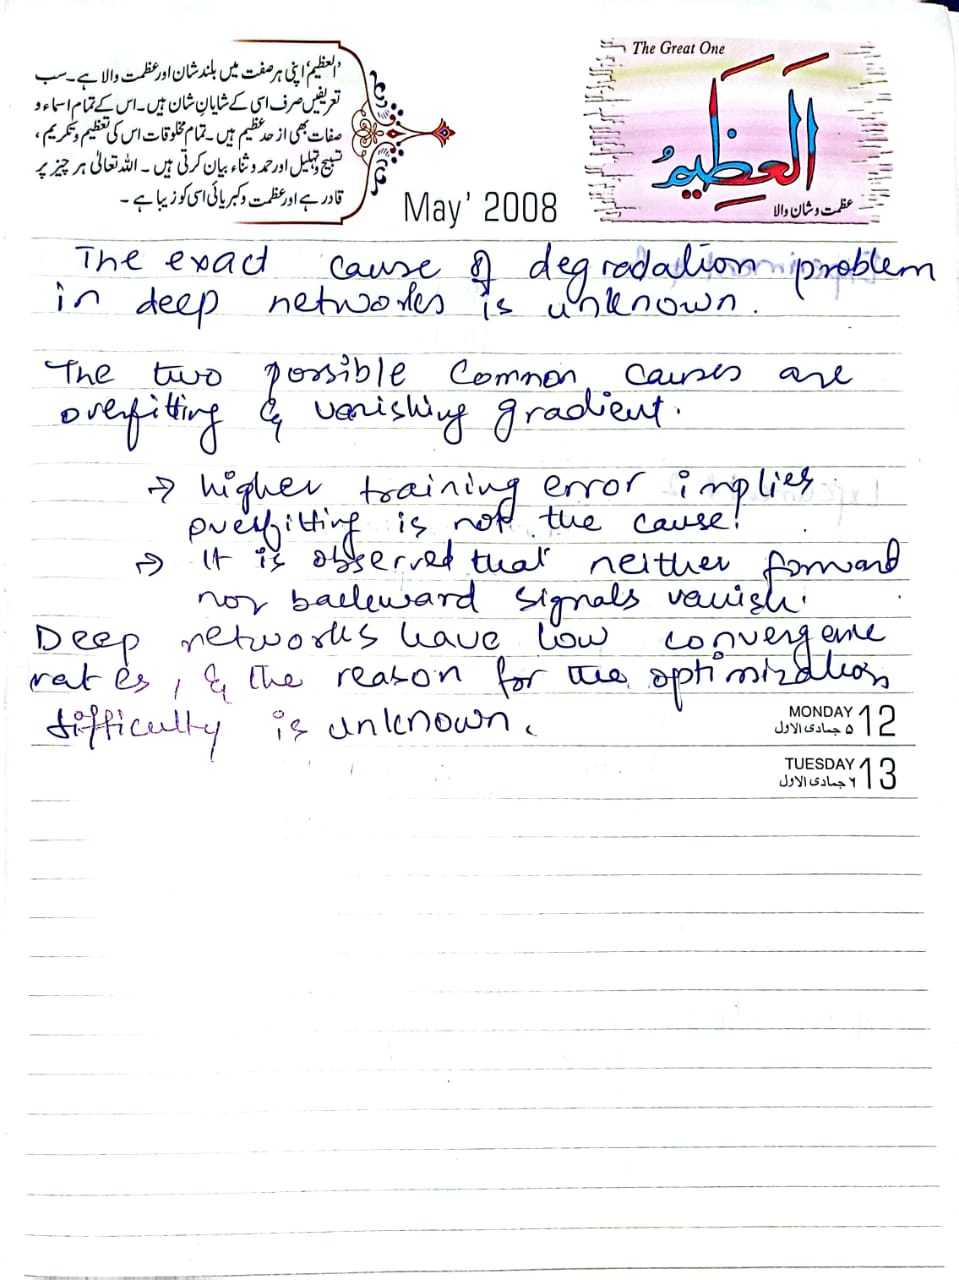 العظیم اپنی ہر صفت میں بلند شان اور عظمت والا ہے۔ سب
تعریفیں صرف اسی کے شایانِ شان ہیں۔ اس کے تمام اسماء و
صفات بھی از حد عظیم ہیں۔ تمام مخلوقات اس کی تعظیم و تکریم،
تسبیح و تہلیل اور حمد و ثناء بیان کرتی ہیں۔ اللہ تعالیٰ ہر چیز پر
قادر ہے اور عظمت و کبریائی اسی کو زیبا ہے۔
May' 2008
The Great One
اَلعَظِيمُ
عظمت و شان والا
The exact cause of degradation problem
in deep networks is unknown.
The two possible common causes are
overfitting & vanishing gradient.
→ higher training error implies
overfitting is not the cause!
→ It is observed that neither forward
nor backward signals vanish.
Deep networks have low convergence
rates, & the reason for the optimization
difficulty is unknown.
MONDAY 12
۵ جمادی الاول
TUESDAY 13
۶ جمادی الاول